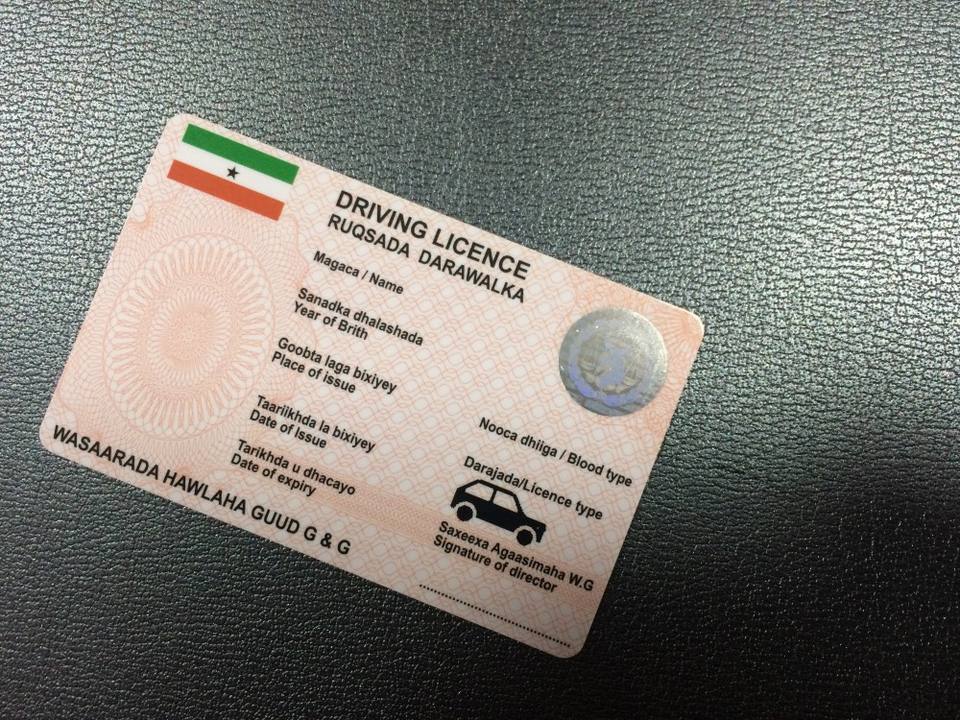 DRIVING LICENCE
RUQSADA DARAWALKA
Magaca / Name
Sanadka dhalashada
Year of Brith
Goobta laga bixiyey
Place of issue
Taariikhda la bixiyey
Date of Issue
Tarikhda u dhacayo
Date of expiry
WASAARADA HAWLAHA GUUD G & G
Nooca dhiiga / Blood type
Darajada/Licence type
Saxeexa Agaasimaha W.G
Signature of director